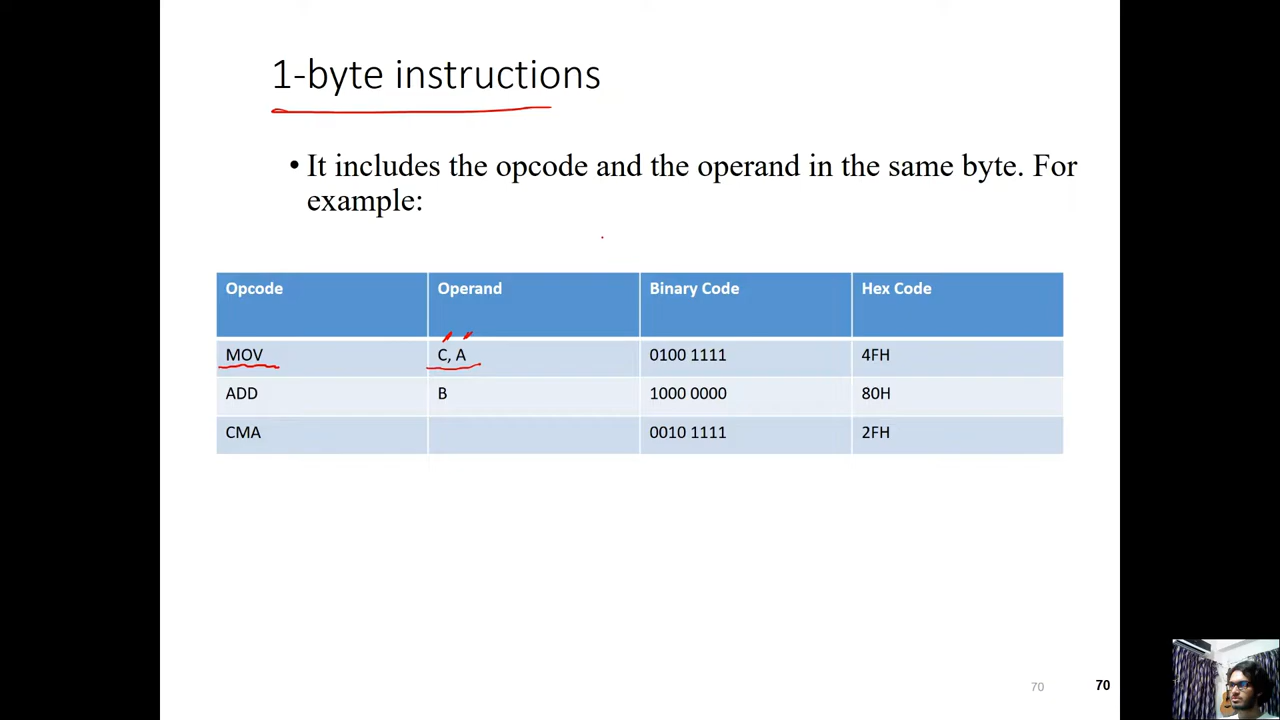 1-byte instructions
• It includes the opcode and the operand in the same byte. For
example:
Opcode Operand Binary Code Hex Code
MOV C, A 0100 1111 4FH
ADD B 1000 0000 80H
CMA 0010 1111 2FH
70 70